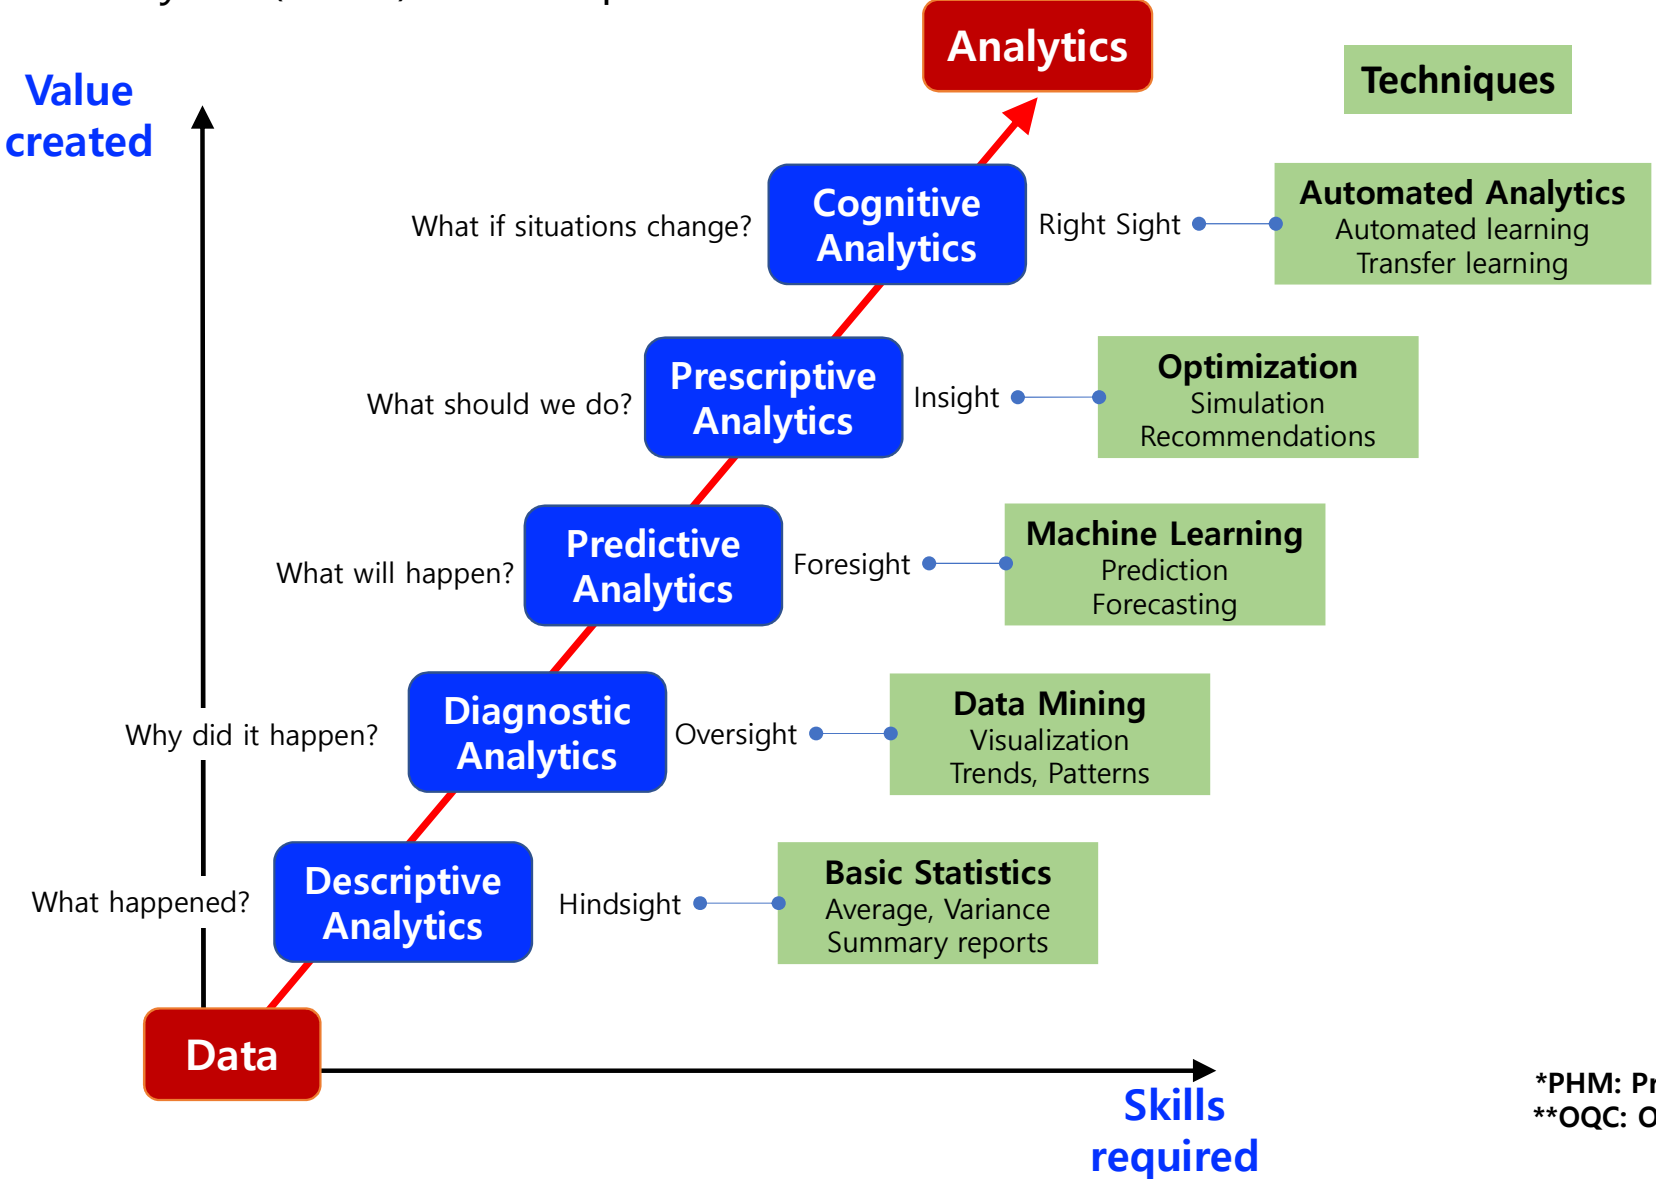 Analytics
Techniques
Value
created
What if situations change?
Cognitive
Analytics
Right Sight
Automated Analytics
Automated learning
Transfer learning
What should we do?
Prescriptive
Analytics
Insight
Optimization
Simulation
Recommendations
What will happen?
Predictive
Analytics
Foresight
Machine Learning
Prediction
Forecasting
Why did it happen?
Diagnostic
Analytics
Oversight
Data Mining
Visualization
Trends, Patterns
What happened?
Descriptive
Analytics
Hindsight
Basic Statistics
Average, Variance
Summary reports
Data
Skills
required
*PHM: Pr
**OQC: O